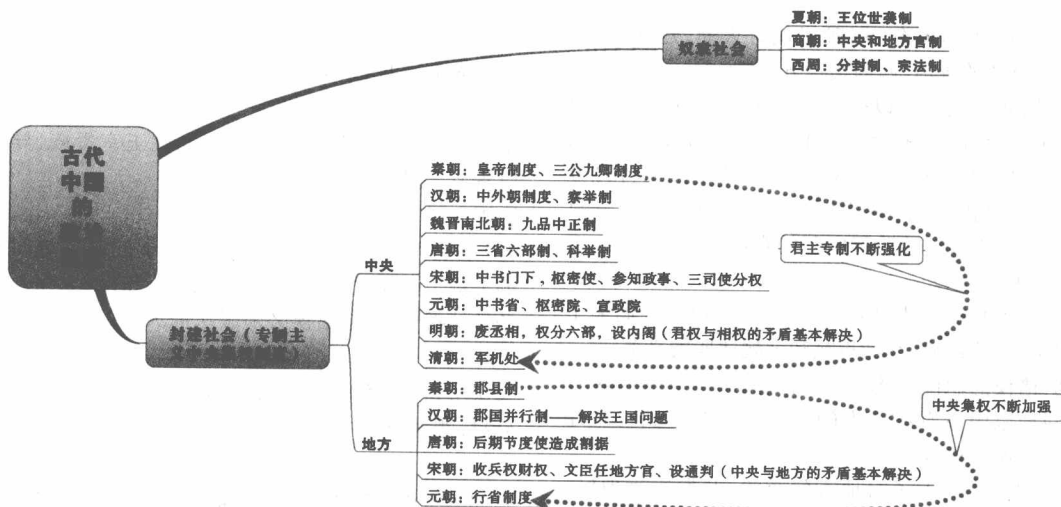 古代
中国
的
奴隶社会
夏朝：王位世袭制
商朝：中央和地方官制
西周：分封制、宗法制
封建社会（专制主
中央
秦朝：皇帝制度、三公九卿制度
汉朝：中外朝制度、察举制
魏晋南北朝：九品中正制
唐朝：三省六部制、科举制
宋朝：中书门下，枢密使、参知政事、三司使分权
元朝：中书省、枢密院、宣政院
明朝：废丞相，权分六部，设内阁（君权与相权的矛盾基本解决）
清朝：军机处
君主专制不断强化
地方
秦朝：郡县制
汉朝：郡国并行制——解决王国问题
唐朝：后期节度使造成割据
宋朝：收兵权财权、文臣任地方官、设通判（中央与地方的矛盾基本解决）
元朝：行省制度
中央集权不断加强